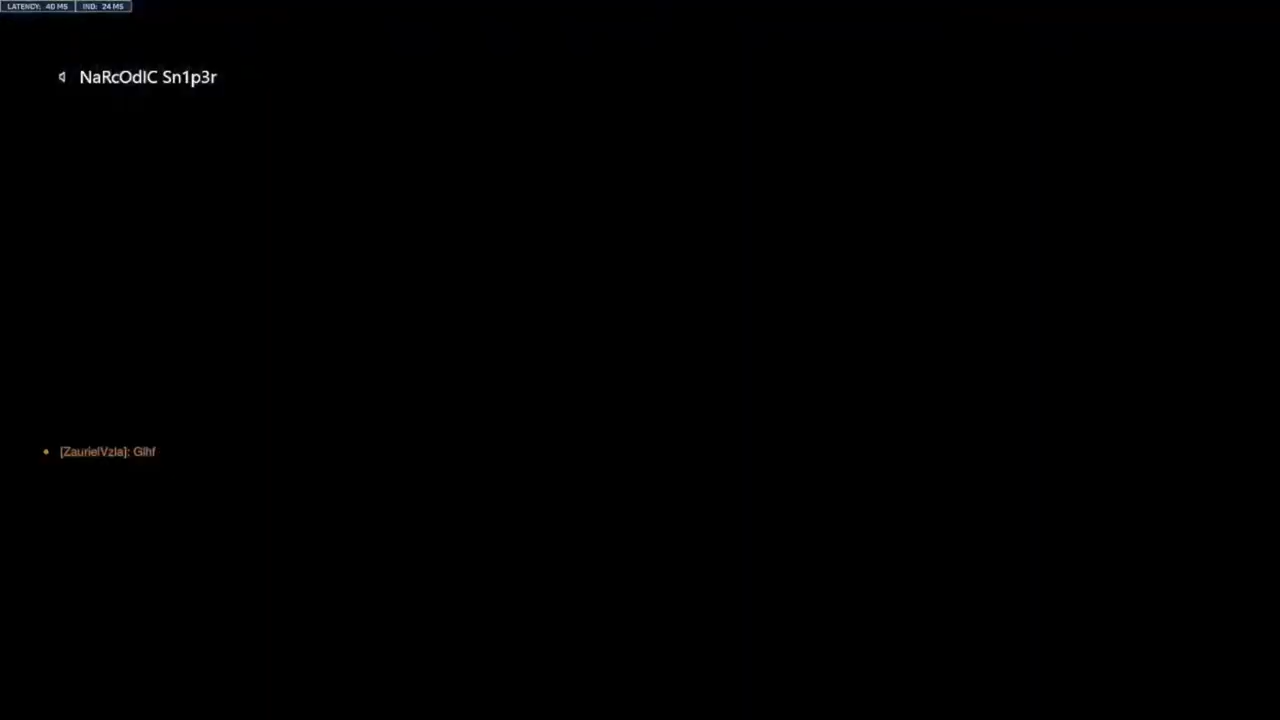 LATENCY: 40 MS IND: 24 MS
NaRcOdIC Sn1p3r
[ZaurielVzla]: Glhf